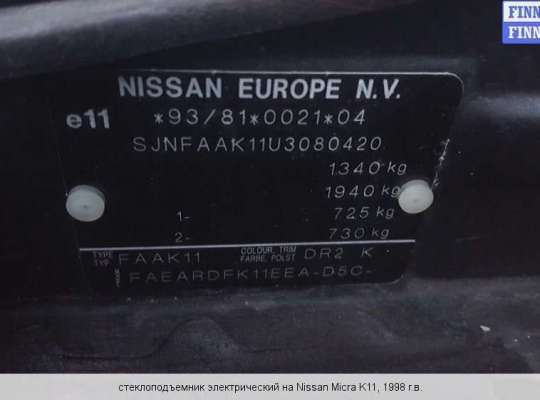 FINN
FINN
NISSAN EUROPE N.V.
e11 *93/81*0021*04
SJNFAAK11U3080420
1340 kg
1940 kg
1- 725 kg
2- 730 kg
TYPE TYP. FAAK11 COLOUR, TRIM FARBE, POLST DR2 K
FAEARDFK11EEA-D5C-
стеклоподъемник электрический на Nissan Micra K11, 1998 г.в.